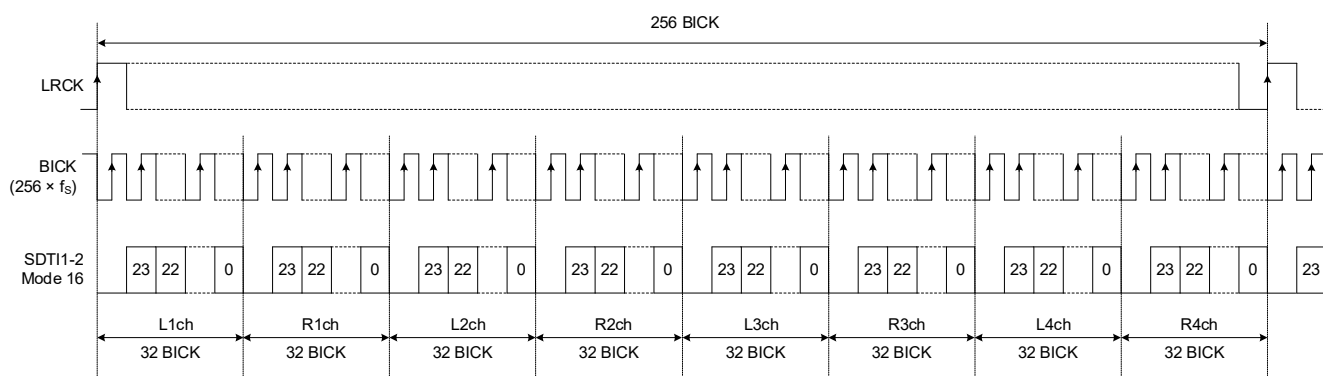 256 BICK
LRCK
BICK
(256 × fS)
SDTI1-2
Mode 16
23 22 0 23 22 0 23 22 0 23 22 0 23 22 0 23 22 0 23 22 0 23 22 0 23
L1ch R1ch L2ch R2ch L3ch R3ch L4ch R4ch
32 BICK 32 BICK 32 BICK 32 BICK 32 BICK 32 BICK 32 BICK 32 BICK